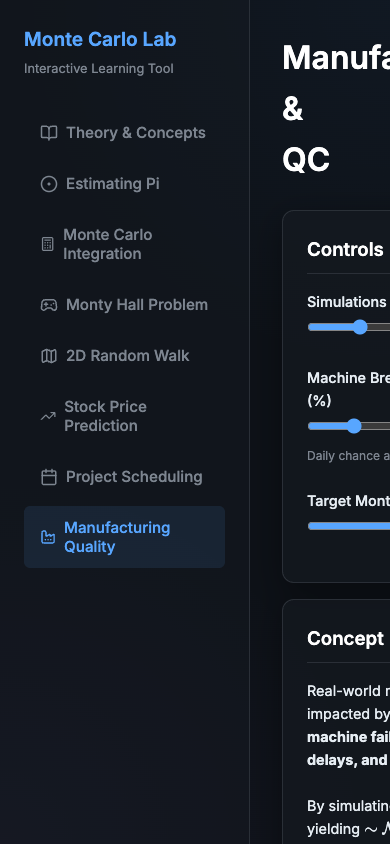 Monte Carlo Lab
Interactive Learning Tool
Theory & Concepts
Estimating Pi
Monte Carlo
Integration
Monty Hall Problem
2D Random Walk
Stock Price
Prediction
Project Scheduling
Manufacturing
Quality
Manufa
&
QC
Controls
Simulations
Machine Bre
(%)
Daily chance a
Target Mont
Concept
Real-world r
impacted by
machine fail
delays, and
By simulatin
yielding ~ N